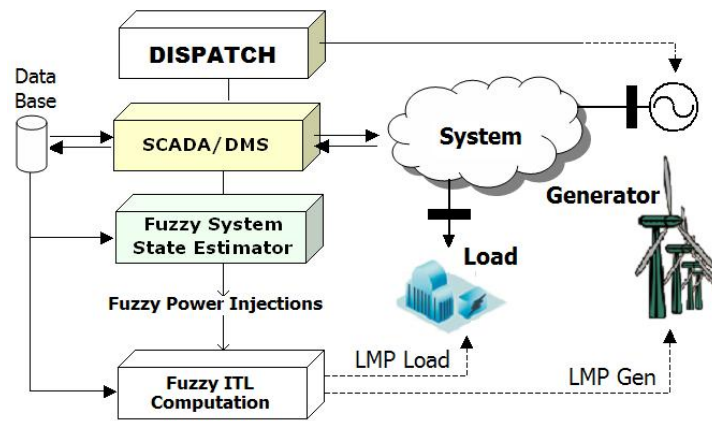 DISPATCH
Data
Base
SCADA/DMS
System
Generator
Fuzzy System
State Estimator
Load
Fuzzy Power Injections
LMP Load
LMP Gen
Fuzzy ITL
Computation